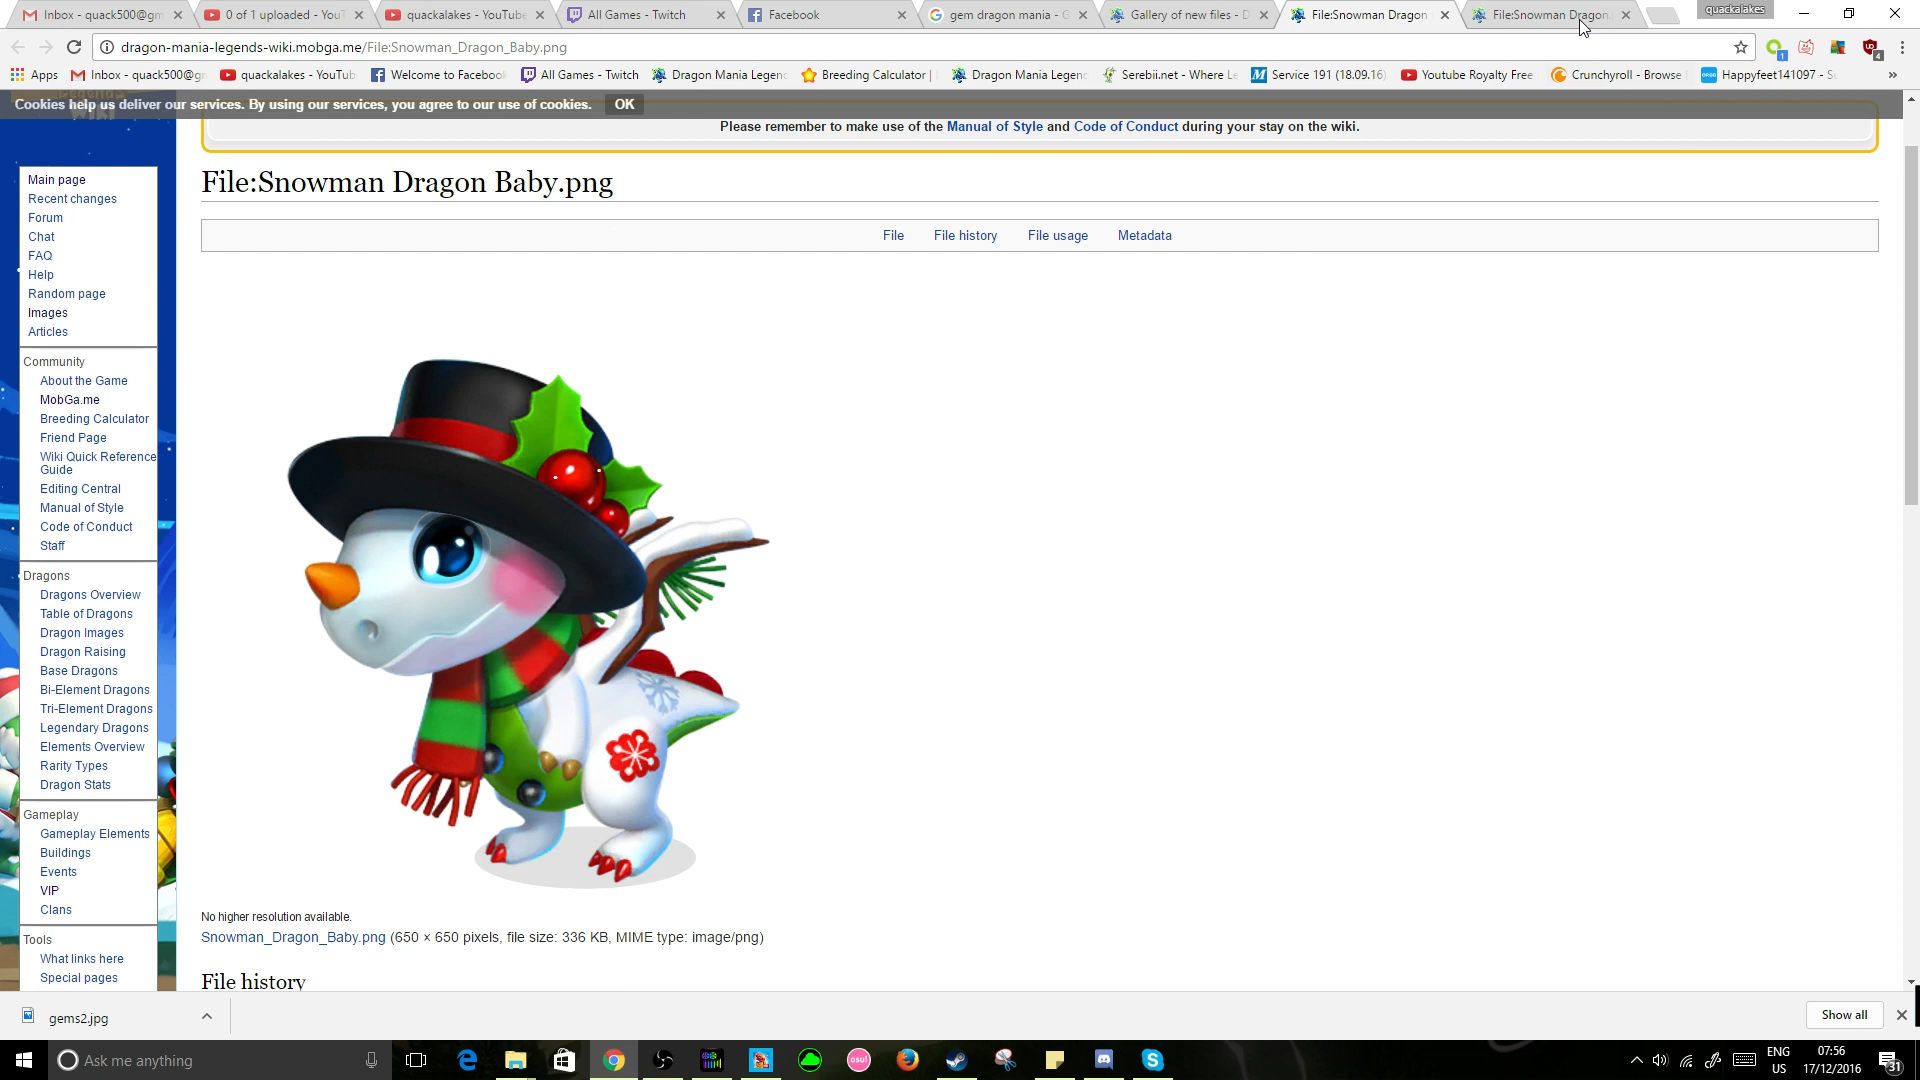 Inbox - quack500@gm
0 of 1 uploaded - You
quackalakes - YouTube
All Games - Twitch
Facebook
gem dragon mania - G
Gallery of new files - D
File:Snowman Dragon
File:Snowman Dragon
quackalakes
dragon-mania-legends-wiki.mobga.me/File:Snowman_Dragon_Baby.png
Apps
Inbox - quack500@g
quackalakes - YouTub
Welcome to Facebook
All Games - Twitch
Dragon Mania Legen
Breeding Calculator |
Dragon Mania Legen
Serebii.net - Where L
Service 191 (18.09.16)
Youtube Royalty Free
Crunchyroll - Browse
Happyfeet141097 - S
Cookies help us deliver our services. By using our services, you agree to our use of cookies. OK
WIKI
Please remember to make use of the Manual of Style and Code of Conduct during your stay on the wiki.
File:Snowman Dragon Baby.png
File
File history
File usage
Metadata
Main page
Recent changes
Forum
Chat
FAQ
Help
Random page
Images
Articles
Community
About the Game
MobGa.me
Breeding Calculator
Friend Page
Wiki Quick Reference
Guide
Editing Central
Manual of Style
Code of Conduct
Staff
Dragons
Dragons Overview
Table of Dragons
Dragon Images
Dragon Raising
Base Dragons
Bi-Element Dragons
Tri-Element Dragons
Legendary Dragons
Elements Overview
Rarity Types
Dragon Stats
Gameplay
Gameplay Elements
Buildings
Events
VIP
Clans
Tools
What links here
Special pages
No higher resolution available.
Snowman_Dragon_Baby.png (650 × 650 pixels, file size: 336 KB, MIME type: image/png)
File history
gems2.jpg
Show all
Ask me anything
osu!
ENG
US
07:56
17/12/2016
31